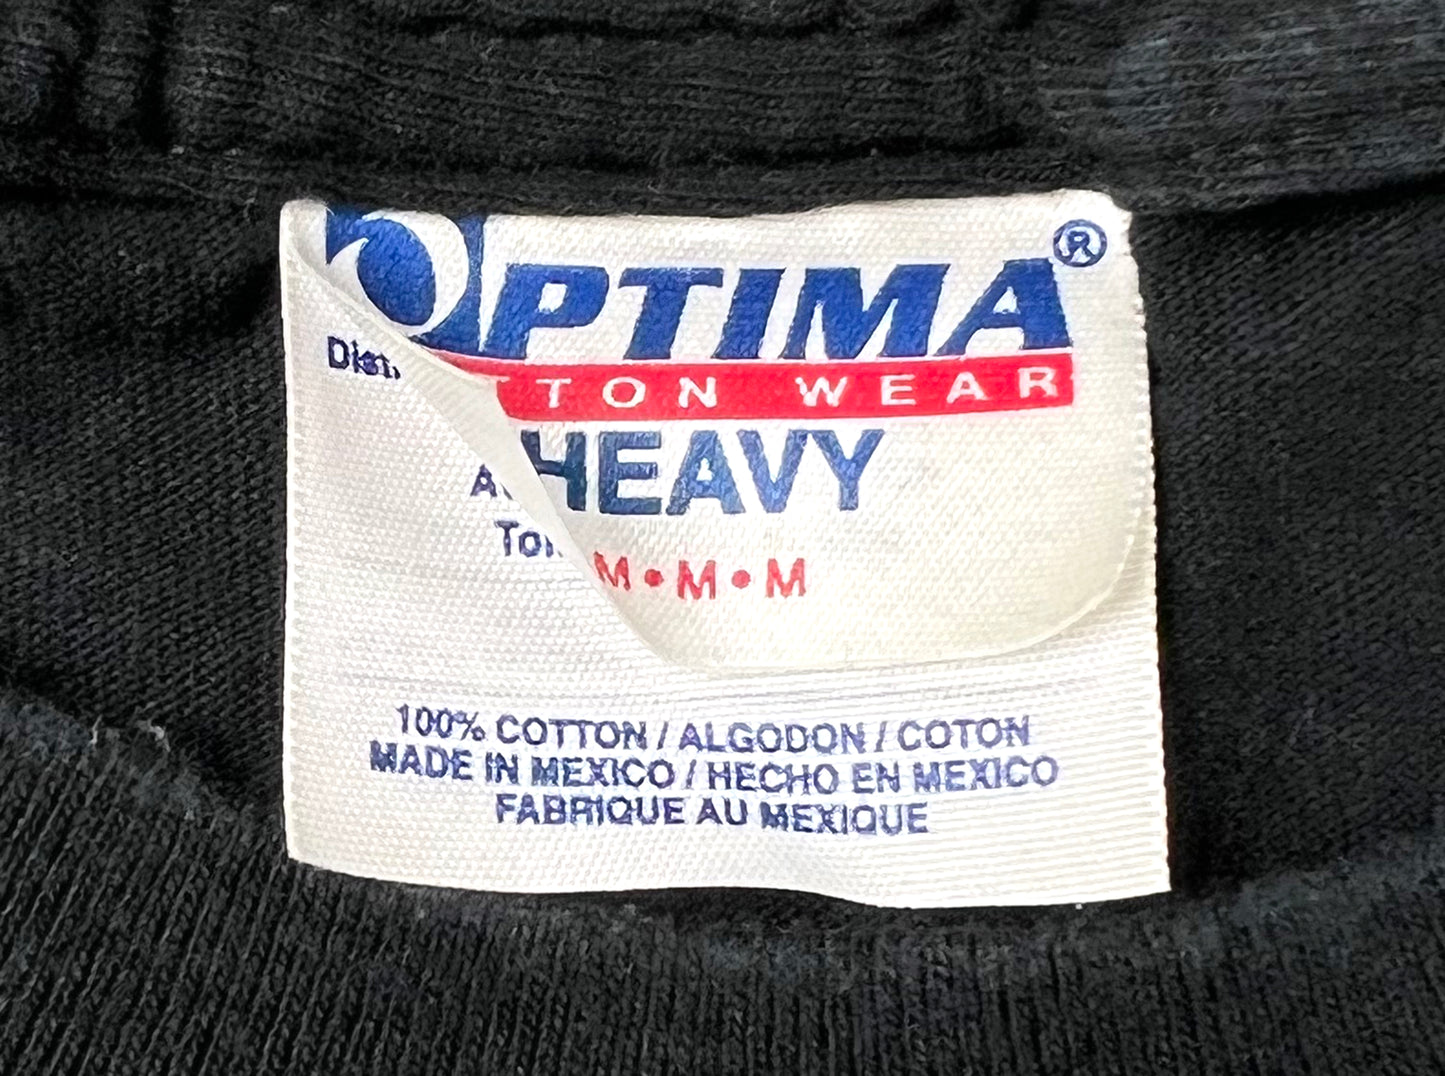 OPTIMA®
TTON WEAR
Dist.
HEAVY
M•M•M
100% COTTON / ALGODON / COTON
MADE IN MEXICO / HECHO EN MEXICO
FABRIQUE AU MEXIQUE